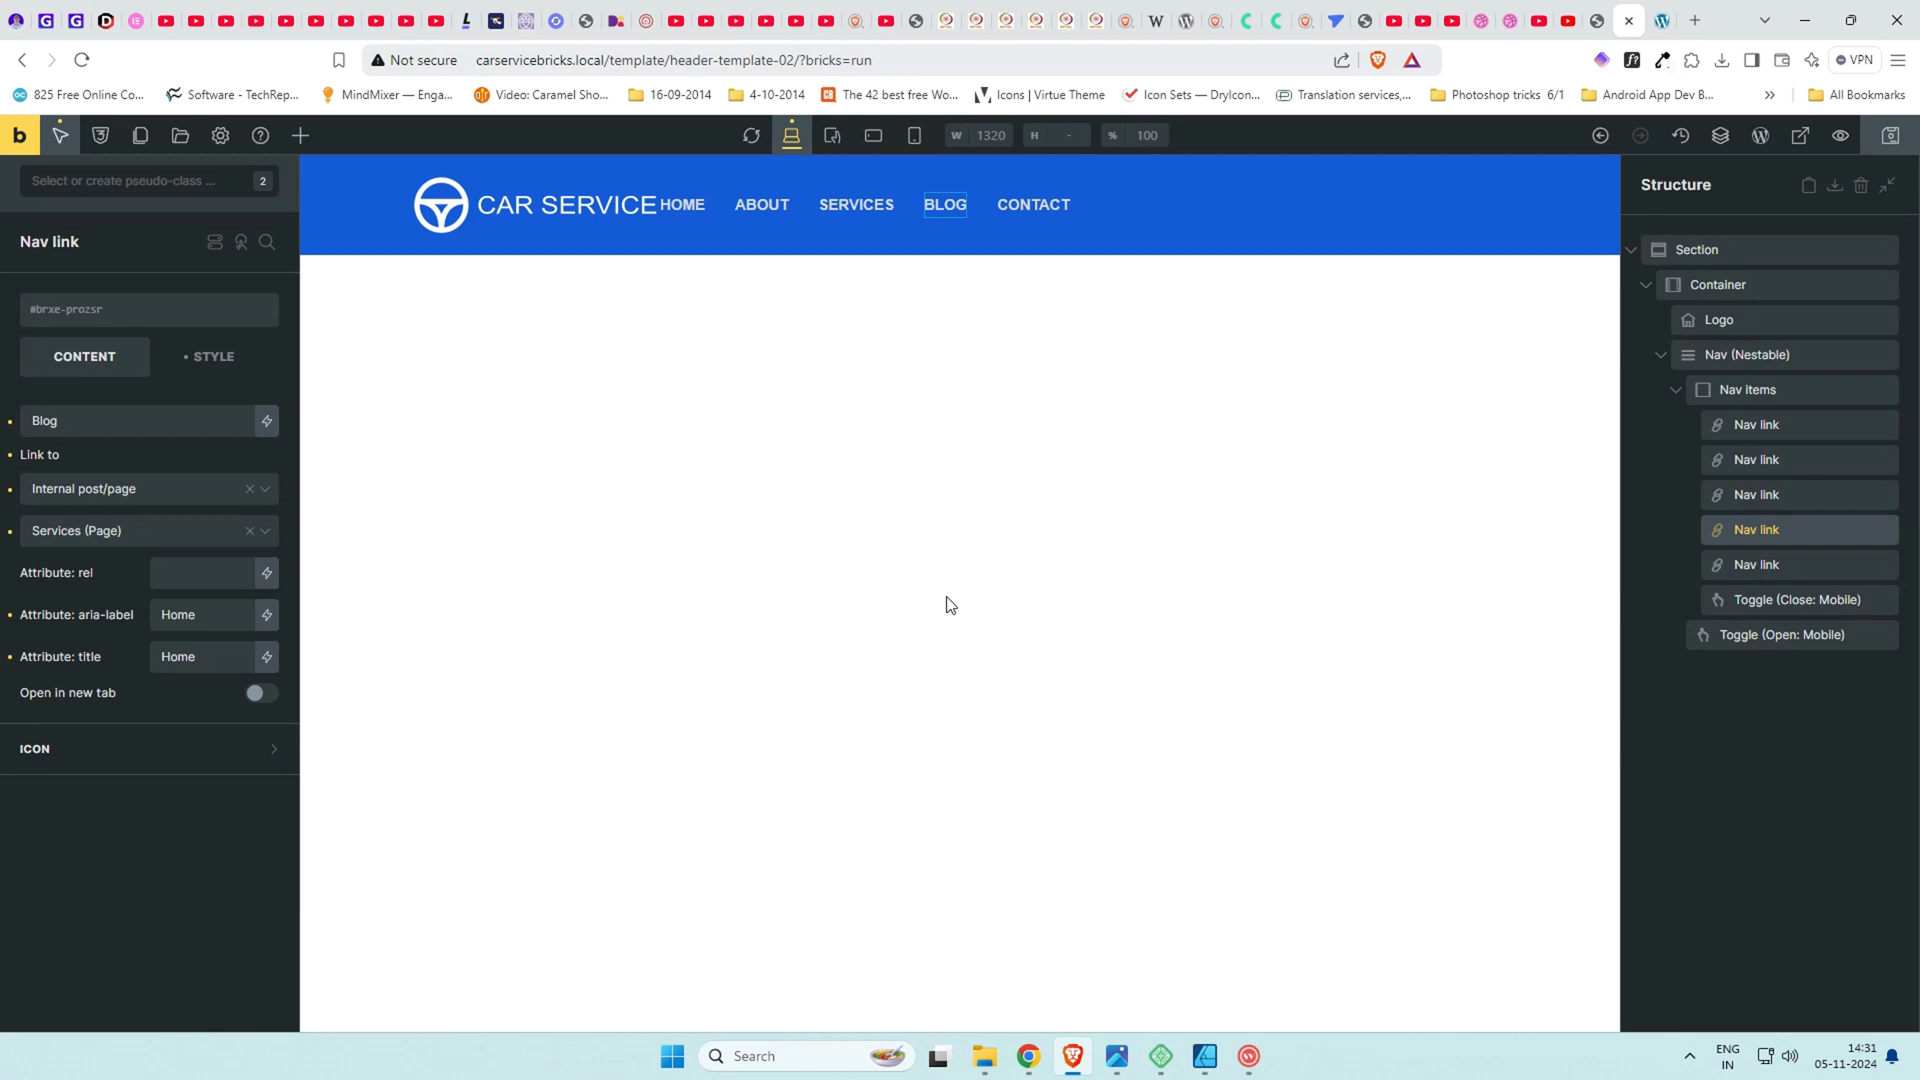 Not secure
carservicebricks.local/template/header-template-02/?bricks=run
VPN
825 Free Online Co...
Software - TechRep...
MindMixer — Enga...
Video: Caramel Sho...
16-09-2014
4-10-2014
The 42 best free Wo...
Icons | Virtue Theme
Icon Sets — DryIcon...
Translation services,...
Photoshop tricks 6/1
Android App Dev B...
All Bookmarks
b
W 1320
H -
% 100
Select or create pseudo-class ...
2
CAR SERVICE
HOME
ABOUT
SERVICES
BLOG
CONTACT
Structure
Nav link
#brxe-prozsr
CONTENT
STYLE
Blog
Link to
Internal post/page
Services (Page)
Attribute: rel
Attribute: aria-label
Home
Attribute: title
Home
Open in new tab
ICON
Section
Container
Logo
Nav (Nestable)
Nav items
Nav link
Nav link
Nav link
Nav link
Nav link
Toggle (Close: Mobile)
Toggle (Open: Mobile)
Search
ENG
IN
14:31
05-11-2024